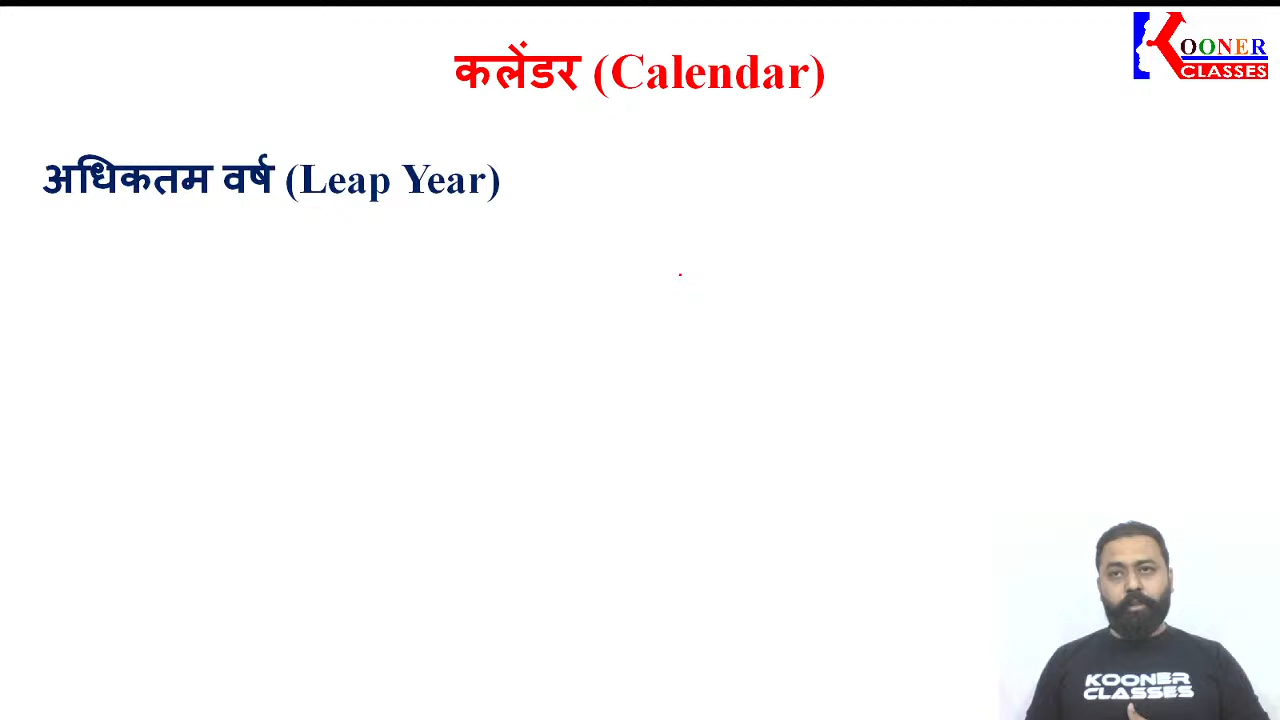 कलेंडर (Calendar)
KOONER
CLASSES
अधिकतम वर्ष (Leap Year)
KOONER
CLASSES